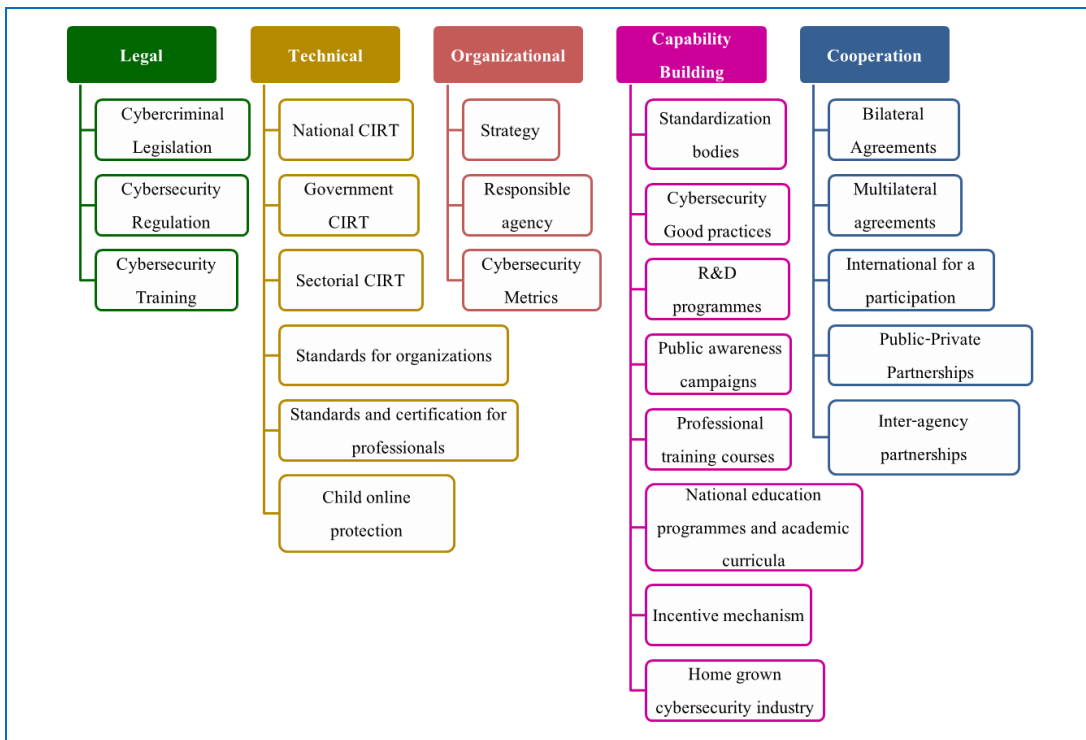 Legal
Cybercriminal
Legislation
Cybersecurity
Regulation
Cybersecurity
Training
Technical
National CIRT
Government
CIRT
Sectorial CIRT
Standards for organizations
Standards and certification for
professionals
Child online
protection
Organizational
Strategy
Responsible
agency
Cybersecurity
Metrics
Capability
Building
Standardization
bodies
Cybersecurity
Good practices
R&D
programmes
Public awareness
campaigns
Professional
training courses
National education
programmes and academic
curricula
Incentive mechanism
Home grown
cybersecurity industry
Cooperation
Bilateral
Agreements
Multilateral
agreements
International for a
participation
Public-Private
Partnerships
Inter-agency
partnerships